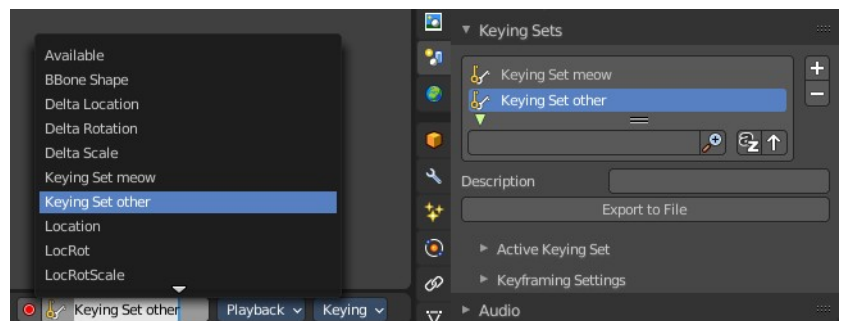 Available
BBone Shape
Delta Location
Delta Rotation
Delta Scale
Keying Set meow
Keying Set other
Location
LocRot
LocRotScale
Keying Set other
Playback
Keying
Keying Sets
Keying Set meow
Keying Set other
Description
Export to File
Active Keying Set
Keyframing Settings
Audio